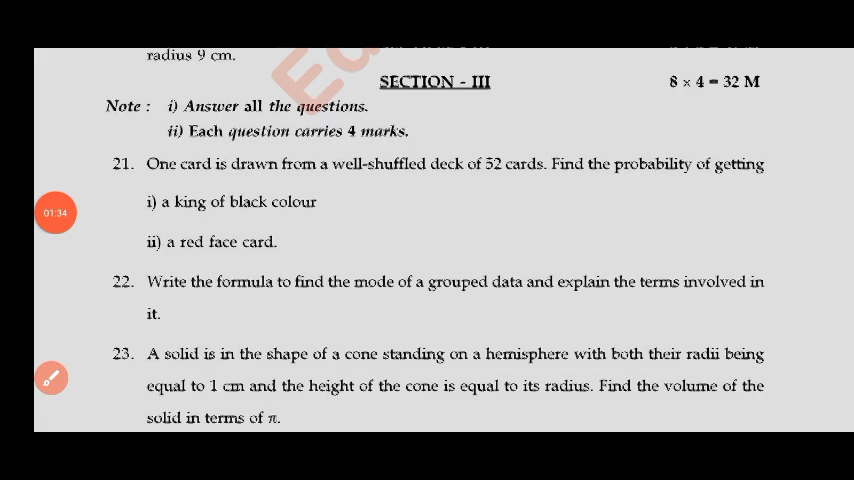 radius 9 cm.
SECTION - III 8 × 4 = 32 M
Note : i) Answer all the questions.
ii) Each question carries 4 marks.
21. One card is drawn from a well-shuffled deck of 52 cards. Find the probability of getting
i) a king of black colour
01:34
ii) a red face card.
22. Write the formula to find the mode of a grouped data and explain the terms involved in
it.
23. A solid is in the shape of a cone standing on a hemisphere with both their radii being
equal to 1 cm and the height of the cone is equal to its radius. Find the volume of the
solid in terms of π.